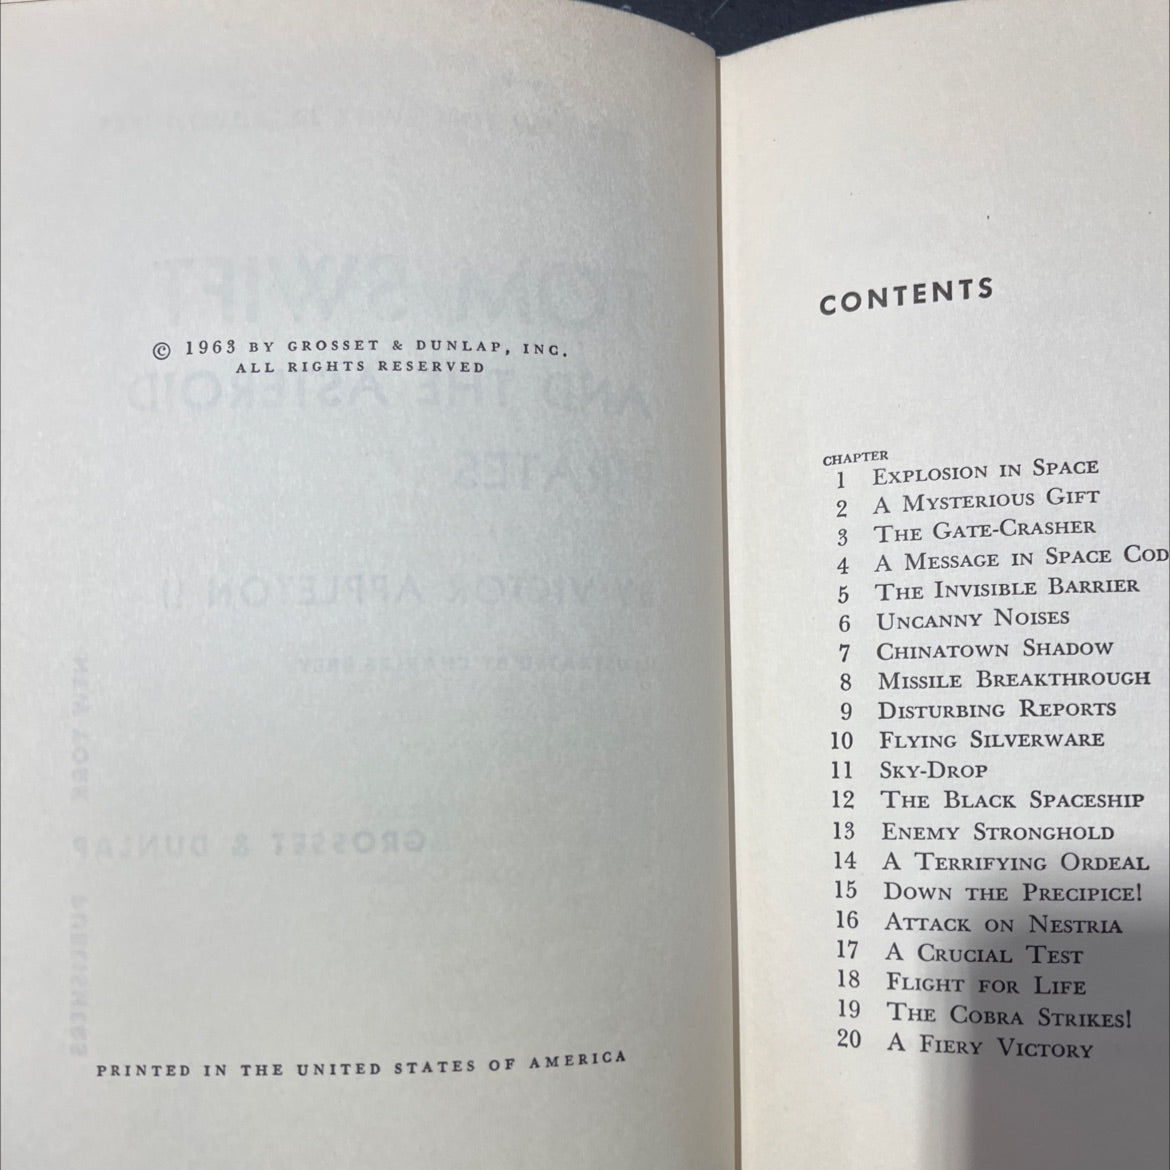 © 1963 BY GROSSET & DUNLAP, INC.
ALL RIGHTS RESERVED
PRINTED IN THE UNITED STATES OF AMERICA
CONTENTS
CHAPTER
1 EXPLOSION IN SPACE
2 A MYSTERIOUS GIFT
3 THE GATE-CRASHER
4 A MESSAGE IN SPACE COD
5 THE INVISIBLE BARRIER
6 UNCANNY NOISES
7 CHINATOWN SHADOW
8 MISSILE BREAKTHROUGH
9 DISTURBING REPORTS
10 FLYING SILVERWARE
11 SKY-DROP
12 THE BLACK SPACESHIP
13 ENEMY STRONGHOLD
14 A TERRIFYING ORDEAL
15 DOWN THE PRECIPICE!
16 ATTACK ON NESTRIA
17 A CRUCIAL TEST
18 FLIGHT FOR LIFE
19 THE COBRA STRIKES!
20 A FIERY VICTORY